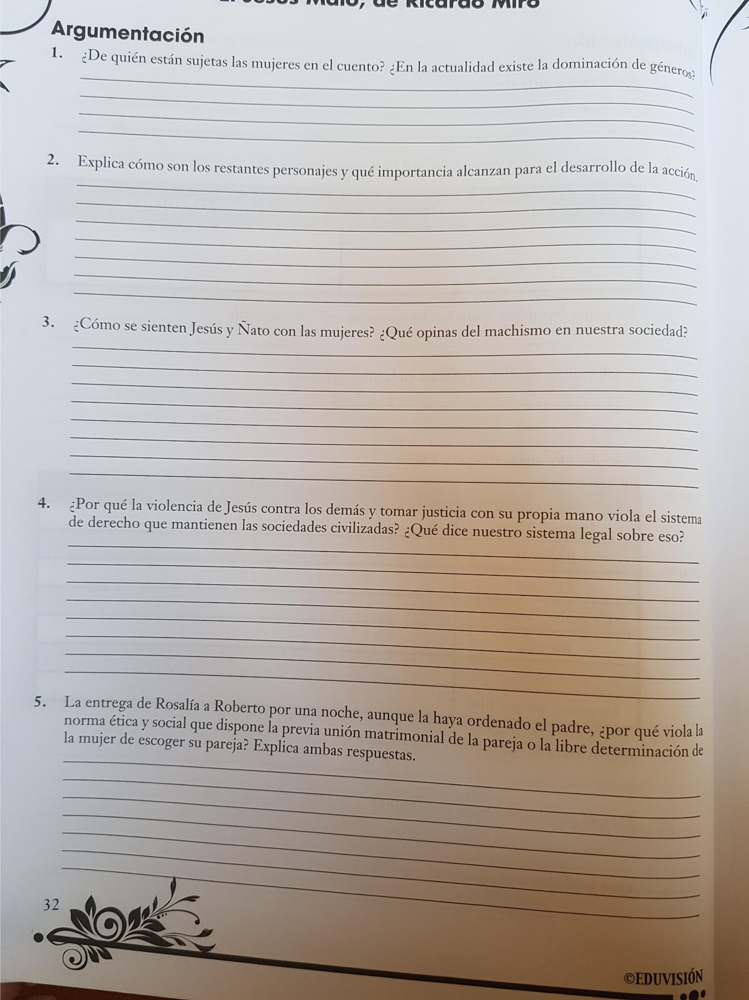 El Jesús Malo, de Ricardo Miró
Argumentación
1. ¿De quién están sujetas las mujeres en el cuento? ¿En la actualidad existe la dominación de géneros?
2. Explica cómo son los restantes personajes y qué importancia alcanzan para el desarrollo de la acción.
3. ¿Cómo se sienten Jesús y Ñato con las mujeres? ¿Qué opinas del machismo en nuestra sociedad?
4. ¿Por qué la violencia de Jesús contra los demás y tomar justicia con su propia mano viola el sistema
de derecho que mantienen las sociedades civilizadas? ¿Qué dice nuestro sistema legal sobre eso?
5. La entrega de Rosalía a Roberto por una noche, aunque la haya ordenado el padre, ¿por qué viola la
norma ética y social que dispone la previa unión matrimonial de la pareja o la libre determinación de
la mujer de escoger su pareja? Explica ambas respuestas.
32
©EDUVISIÓN